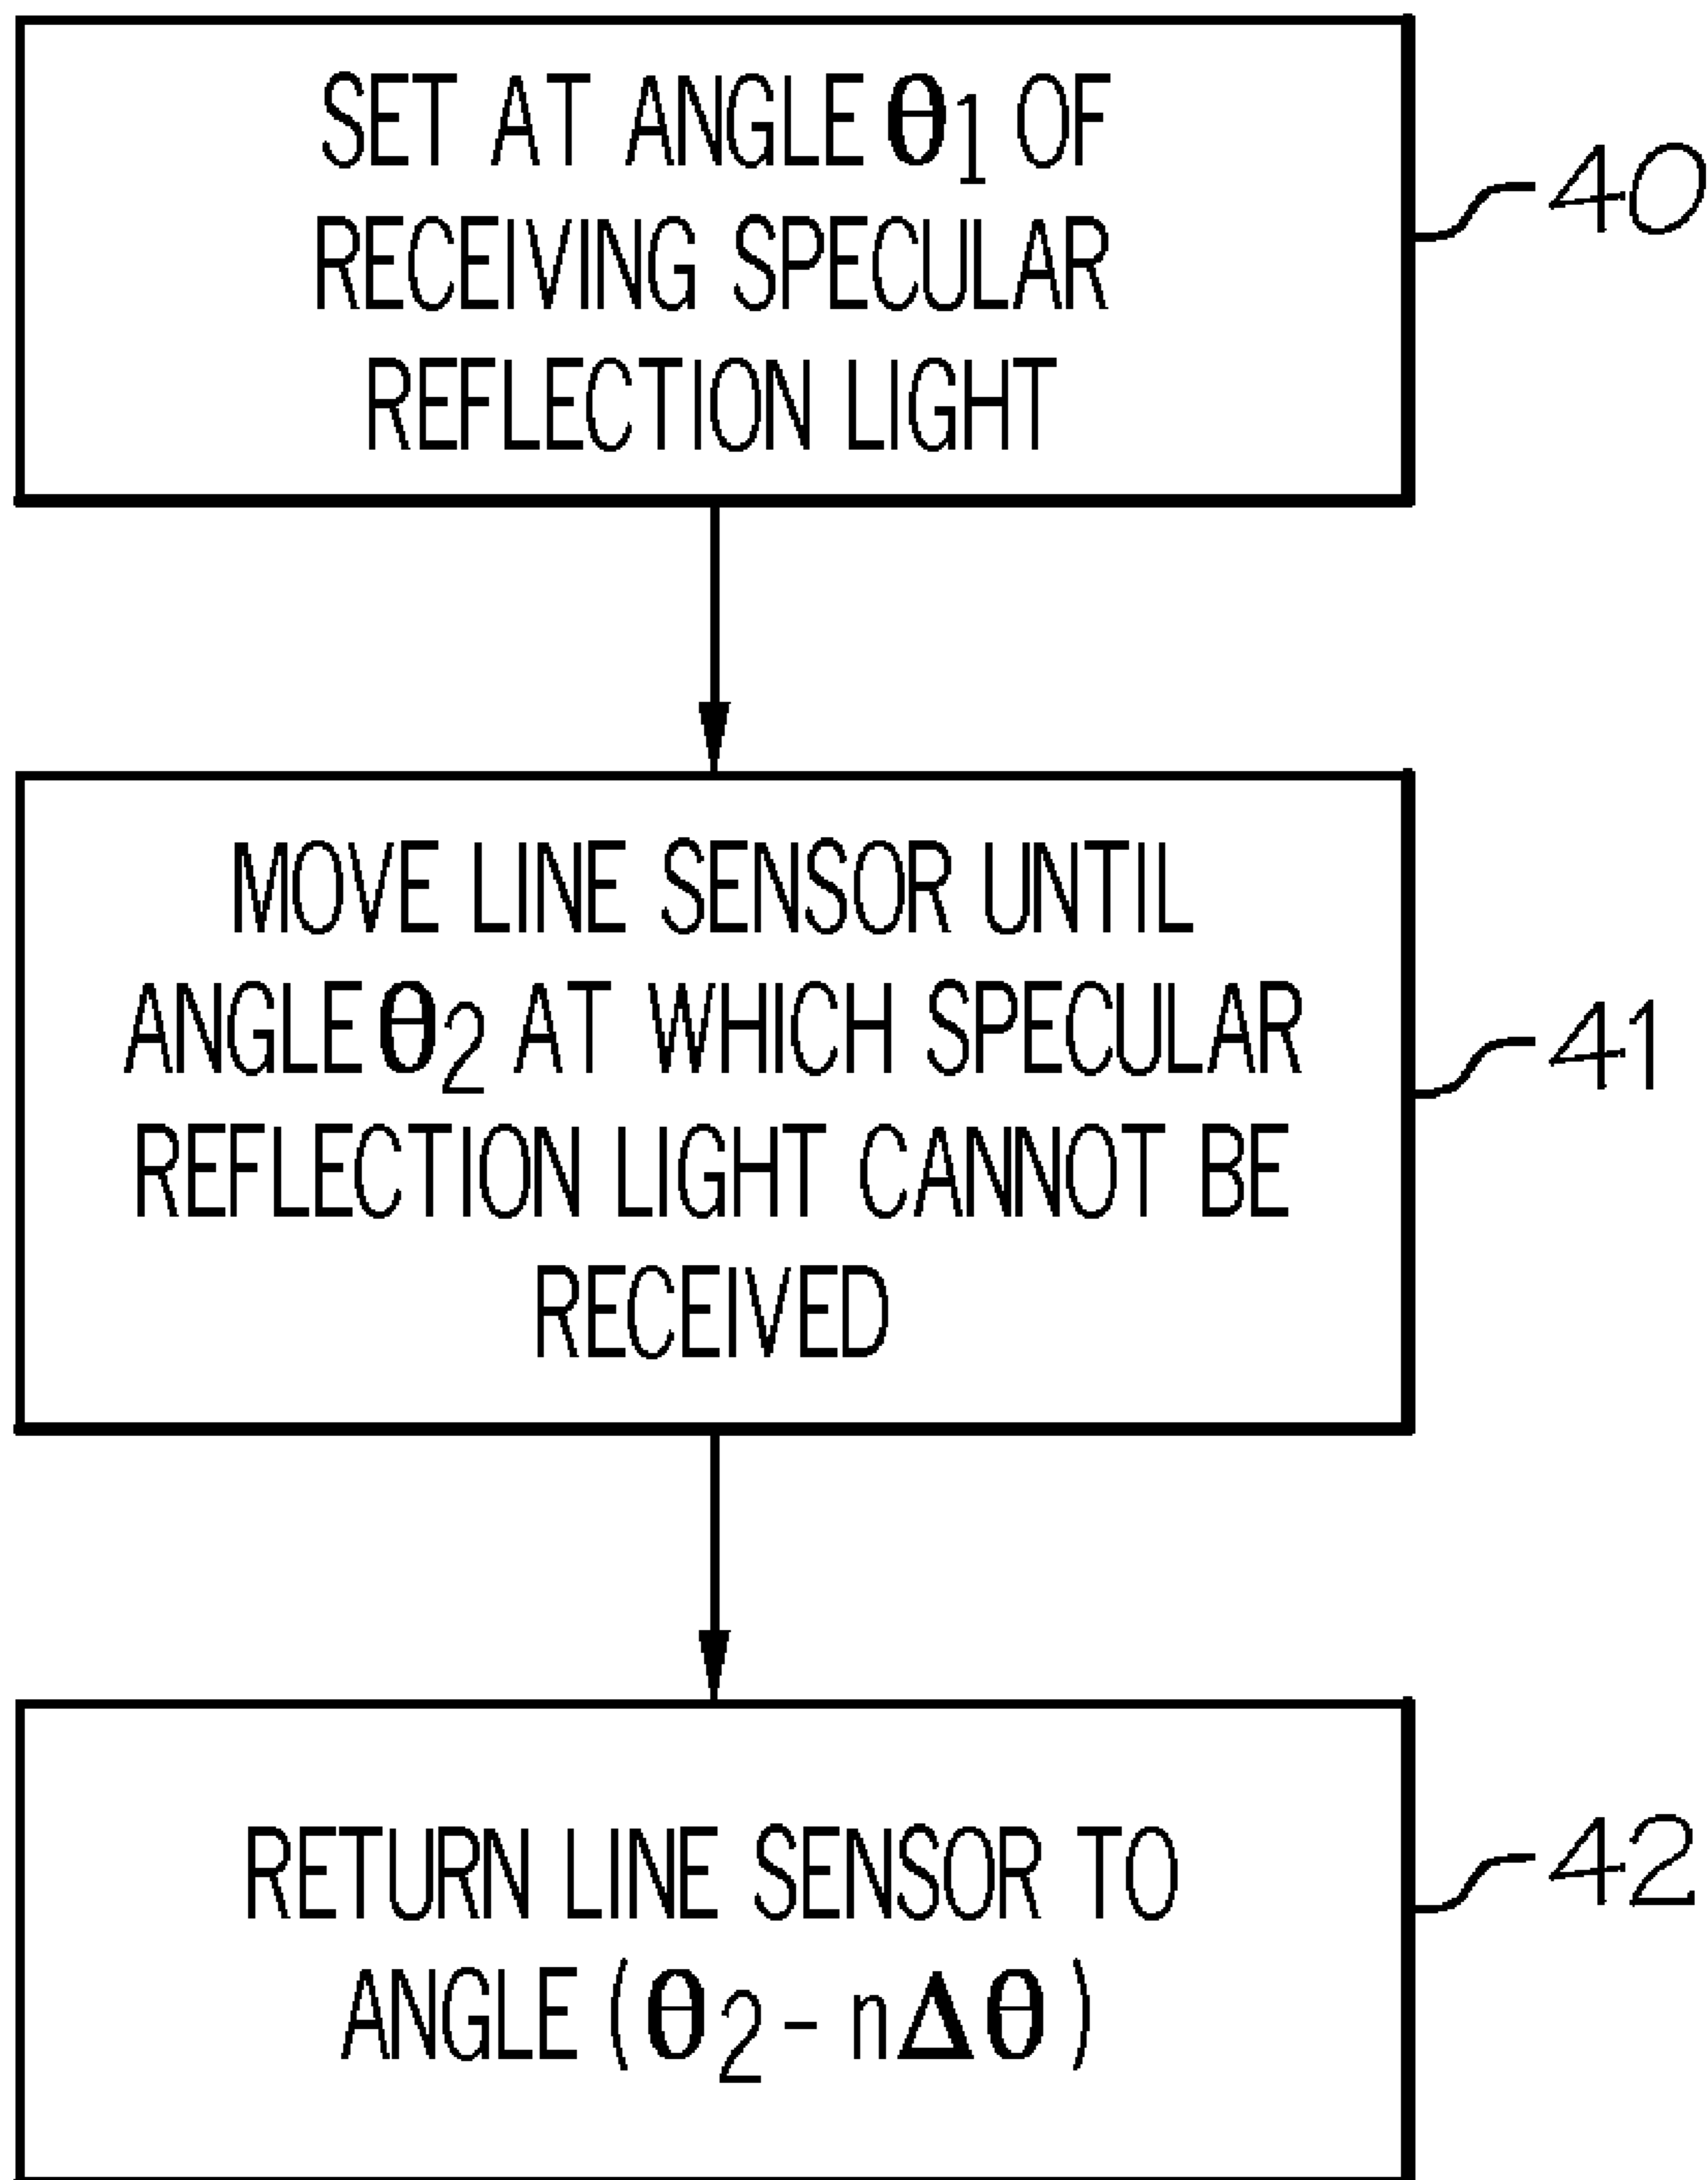 SET AT ANGLE θ1 OF
RECEIVING SPECULAR
REFLECTION LIGHT
40
MOVE LINE SENSOR UNTIL
ANGLE θ2 AT WHICH SPECULAR
REFLECTION LIGHT CANNOT BE
RECEIVED
41
RETURN LINE SENSOR TO
ANGLE (θ2 - nΔθ)
42